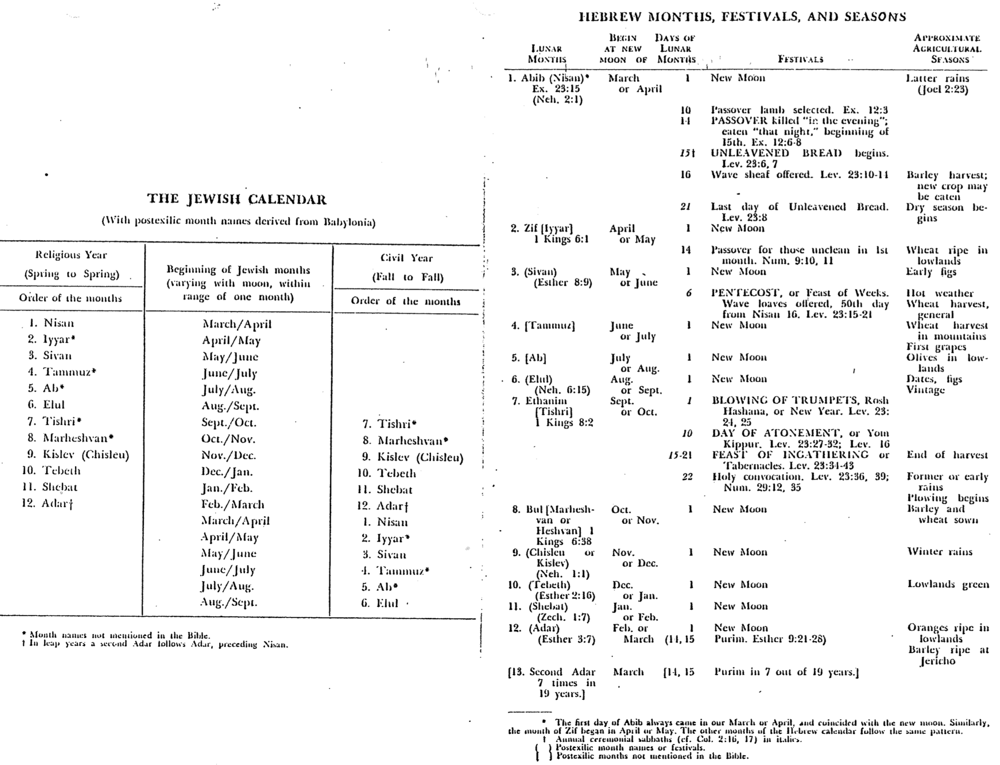 THE JEWISH CALENDAR
(With postexilic month names derived from Babylonia)
Religious Year
(Spring to Spring)
Order of the months
Beginning of Jewish months
(varying with moon, within
range of one month)
Civil Year
(Fall to Fall)
Order of the months
1. Nisan March/April
2. Iyyar* April/May
3. Sivan May/June
4. Tammuz* June/July
5. Ab* July/Aug.
6. Elul Aug./Sept.
7. Tishri* Sept./Oct. 7. Tishri*
8. Marheshvan* Oct./Nov. 8. Marheshvan*
9. Kislev (Chisleu) Nov./Dec. 9. Kislev (Chisleu)
10. Tebeth Dec./Jan. 10. Tebeth
11. Shebat Jan./Feb. 11. Shebat
12. Adar† Feb./March 12. Adar†
March/April 1. Nisan
April/May 2. Iyyar*
May/June 3. Sivan
June/July 4. Tammuz*
July/Aug. 5. Ab*
Aug./Sept. 6. Elul
* Month names not mentioned in the Bible.
† In leap years a second Adar follows Adar, preceding Nisan.
HEBREW MONTHS, FESTIVALS, AND SEASONS
BEGIN DAYS OF APPROXIMATE
LUNAR AT NEW LUNAR AGRICULTURAL
MONTHS MOON OF MONTHS FESTIVALS SEASONS
1. Abib (Nisan)* March 1 New Moon Latter rains
Ex. 23:15 or April (Joel 2:23)
(Neh. 2:1)
10 Passover lamb selected. Ex. 12:3
14 PASSOVER killed "in the evening";
eaten "that night," beginning of
15th. Ex. 12:6-8
15† UNLEAVENED BREAD begins.
Lev. 23:6, 7
16 Wave sheaf offered. Lev. 23:10-14 Barley harvest;
new crop may
be eaten
21 Last day of Unleavened Bread. Dry season be-
Lev. 23:8 gins
2. Zif [Iyyar] April 1 New Moon
1 Kings 6:1 or May
14 Passover for those unclean in 1st Wheat ripe in
month. Num. 9:10, 11 lowlands
3. (Sivan) May 1 New Moon Early figs
(Esther 8:9) or June
6 PENTECOST, or Feast of Weeks. Hot weather
Wave loaves offered, 50th day Wheat harvest,
from Nisan 16. Lev. 23:15-21 general
4. [Tammuz] June 1 New Moon Wheat harvest
or July in mountains
First grapes
5. [Ab] July 1 New Moon Olives in low-
or Aug. lands
6. (Elul) Aug. 1 New Moon Dates, figs
(Neh. 6:15) or Sept. Vintage
7. Ethanim Sept. 1 BLOWING OF TRUMPETS, Rosh
[Tishri] or Oct. Hashana, or New Year. Lev. 23:
1 Kings 8:2 24, 25
10 DAY OF ATONEMENT, or Yom
Kippur. Lev. 23:27-32; Lev. 16
15-21 FEAST OF INGATHERING or End of harvest
Tabernacles. Lev. 23:34-43
22 Holy convocation. Lev. 23:36, 39; Former or early
Num. 29:12, 35 rains
Plowing begins
8. Bul [Marhesh- Oct. 1 New Moon Barley and
van or or Nov. wheat sown
Heshvan] 1
Kings 6:38
9. (Chisleu or Nov. 1 New Moon Winter rains
Kislev) or Dec.
(Neh. 1:1)
10. (Tebeth) Dec. 1 New Moon Lowlands green
(Esther 2:16) or Jan.
11. (Shebat) Jan. 1 New Moon
(Zech. 1:7) or Feb.
12. (Adar) Feb. or 1 New Moon Oranges ripe in
(Esther 3:7) March (14, 15 Purim. Esther 9:21-28) lowlands
Barley ripe at
Jericho
[13. Second Adar March [14, 15 Purim in 7 out of 19 years.]
7 times in
19 years.]
* The first day of Abib always came in our March or April, and coincided with the new moon. Similarly,
the month of Zif began in April or May. The other months of the Hebrew calendar follow the same pattern.
† Annual ceremonial sabbaths (cf. Col. 2:16, 17) in italics.
( ) Postexilic month names or festivals.
[ ] Postexilic months not mentioned in the Bible.